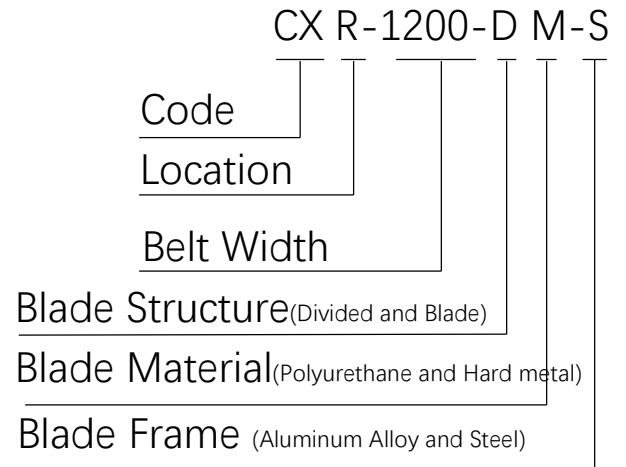 CX R-1200-D M-S
Code
Location
Belt Width
Blade Structure(Divided and Blade)
Blade Material(Polyurethane and Hard metal)
Blade Frame (Aluminum Alloy and Steel)